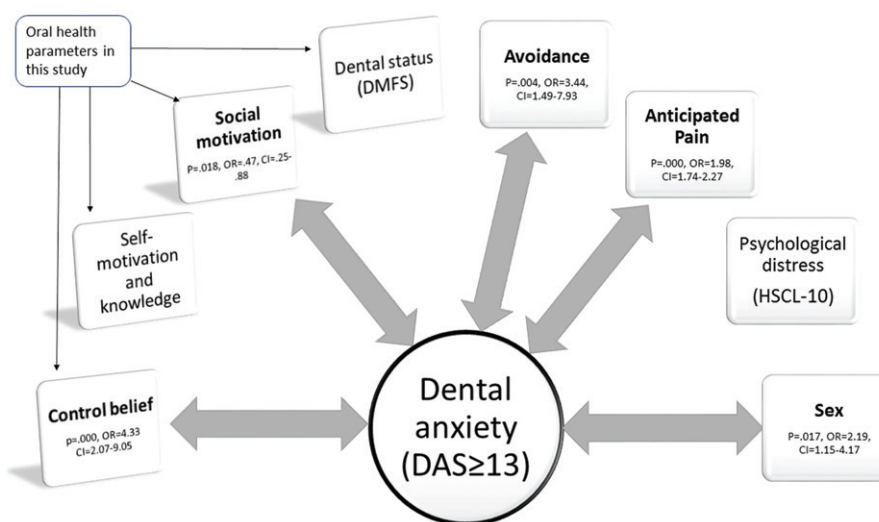 Oral health
parameters in
this study
Dental status
(DMFS)
Avoidance
P=.004, OR=3.44,
CI=1.49-7.93
Social
motivation
P=.018, OR=.47, CI=.25-
.88
Anticipated
Pain
P=.000, OR=1.98,
CI=1.74-2.27
Self-
motivation
and
knowledge
Psychological
distress
(HSCL-10)
Control belief
p=.000, OR=4.33
CI=2.07-9.05
Dental
anxiety
(DAS≥13)
Sex
P=.017, OR=2.19,
CI=1.15-4.17